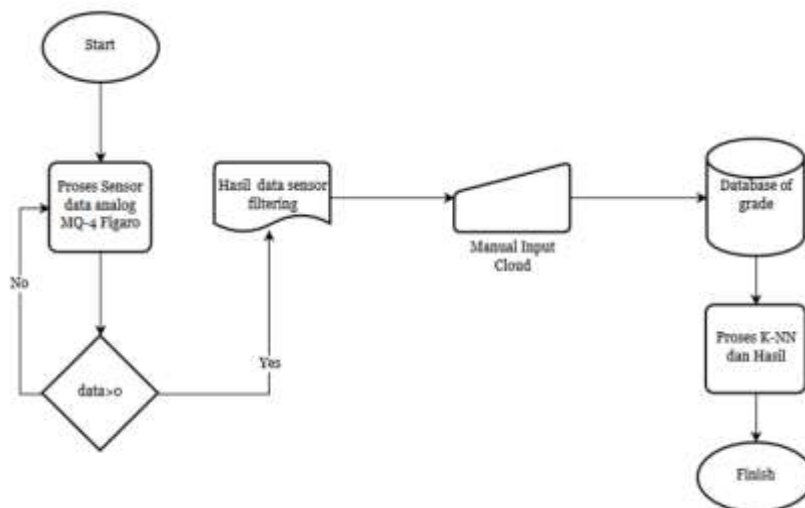 Start
Proses Sensor
data analog
MQ-4 Figaro
No
data>0
Yes
Hasil data sensor
filtering
Manual Input
Cloud
Database of
grade
Proses K-NN
dan Hasil
Finish